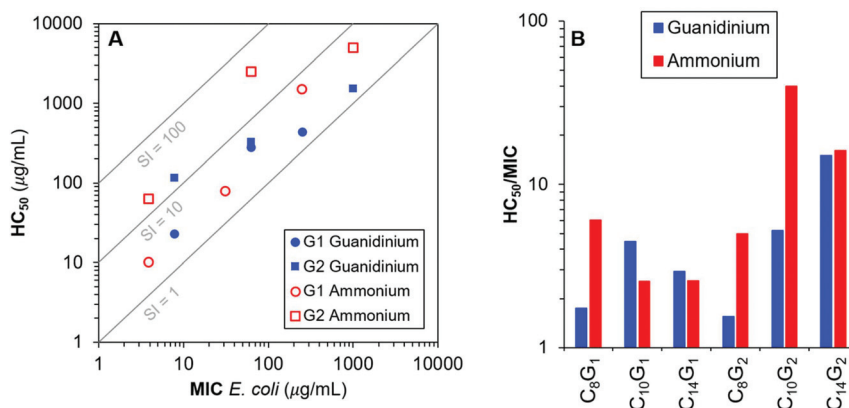 A
HC50 (μg/mL)
10000
1000
100
10
1
SI = 100
SI = 10
SI = 1
G1 Guanidinium
G2 Guanidinium
G1 Ammonium
G2 Ammonium
1 10 100 1000 10000
MIC E. coli (μg/mL)
B
HC50/MIC
100
10
1
Guanidinium
Ammonium
C8G1
C10G1
C14G1
C8G2
C10G2
C14G2